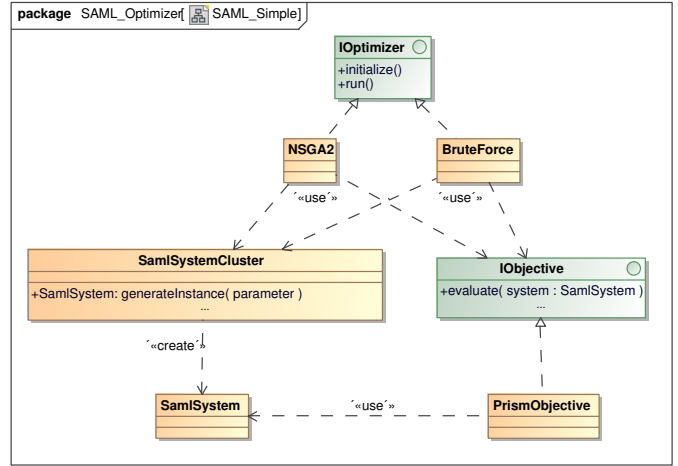 package SAML_Optimizer[ SAML_Simple]
IOptimizer
+initialize()
+run()
NSGA2
BruteForce
´«use´»
´«use´»
SamlSystemCluster
+SamlSystem: generateInstance( parameter )
...
IObjective
+evaluate( system : SamlSystem )
...
´«create´»
SamlSystem
´«use´»
PrismObjective